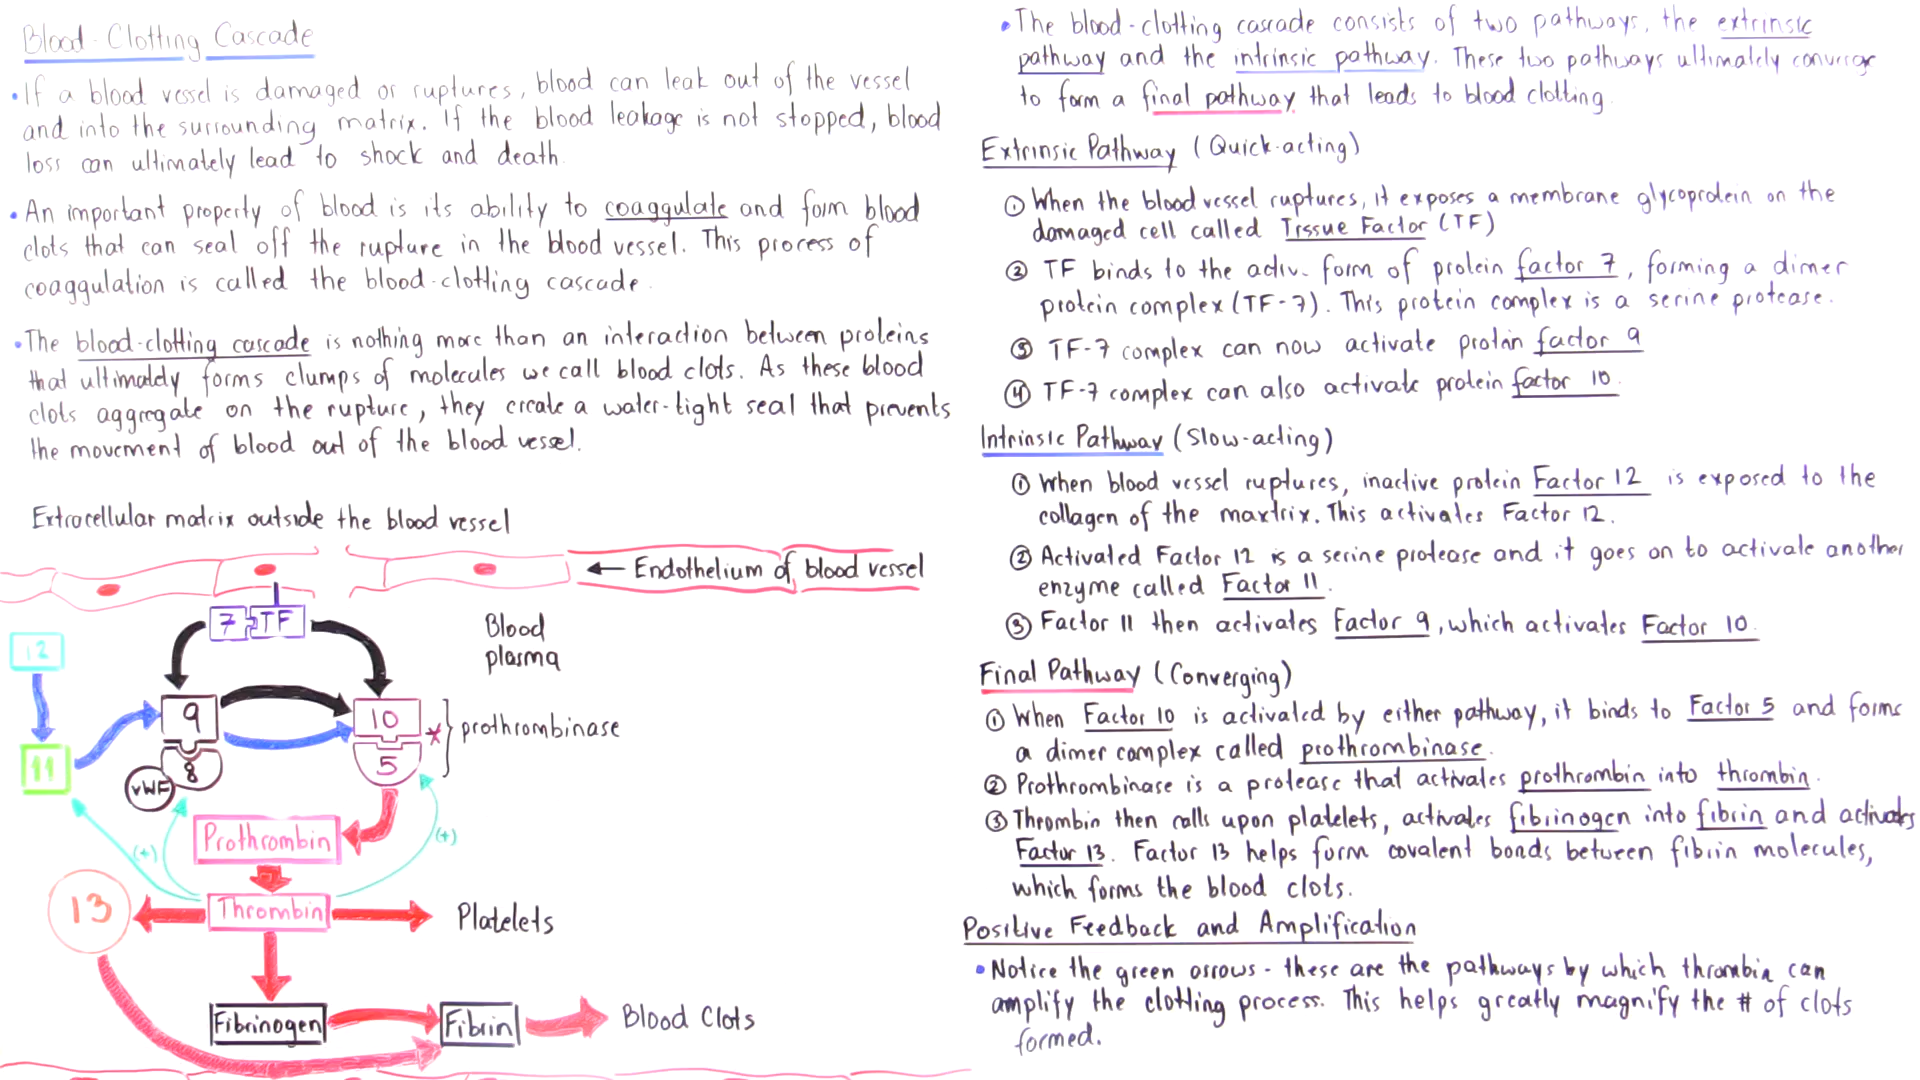 Blood-Clotting Cascade
• If a blood vessel is damaged or ruptures, blood can leak out of the vessel
and into the surrounding matrix. If the blood leakage is not stopped, blood
loss can ultimately lead to shock and death.
• An important property of blood is its ability to coaggulate and form blood
clots that can seal off the rupture in the blood vessel. This process of
coaggulation is called the blood-clotting cascade.
• The blood-clotting cascade is nothing more than an interaction between proteins
that ultimately forms clumps of molecules we call blood clots. As these blood
clots aggregate on the rupture, they create a water-tight seal that prevents
the movement of blood out of the blood vessel.
Extracellular matrix outside the blood vessel
← Endothelium of blood vessel
7 TF
Blood
plasma
12
9
10
* } prothrombinase
11
8
5
vWF
Prothrombin
(+)
(+)
13
Thrombin
Platelets
Fibrinogen
Fibrin
Blood Clots
• The blood-clotting cascade consists of two pathways, the extrinsic
pathway and the intrinsic pathway. These two pathways ultimately converge
to form a final pathway that leads to blood clotting.
Extrinsic Pathway (Quick-acting)
① When the blood vessel ruptures, it exposes a membrane glycoprotein on the
damaged cell called Tissue Factor (TF)
② TF binds to the activ. form of protein factor 7, forming a dimer
protein complex (TF-7). This protein complex is a serine protease.
③ TF-7 complex can now activate protein factor 9
④ TF-7 complex can also activate protein factor 10.
Intrinsic Pathway (Slow-acting)
① When blood vessel ruptures, inactive protein Factor 12 is exposed to the
collagen of the maxtrix. This activates Factor 12.
② Activated Factor 12 is a serine protease and it goes on to activate another
enzyme called Factor 11.
③ Factor 11 then activates Factor 9, which activates Factor 10.
Final Pathway (Converging)
① When Factor 10 is activated by either pathway, it binds to Factor 5 and forms
a dimer complex called prothrombinase.
② Prothrombinase is a protease that activates prothrombin into thrombin.
③ Thrombin then calls upon platelets, activates fibrinogen into fibrin and activates
Factor 13. Factor 13 helps form covalent bonds between fibrin molecules,
which forms the blood clots.
Positive Feedback and Amplification
• Notice the green arrows - these are the pathways by which thrombin can
amplify the clotting process. This helps greatly magnify the # of clots
formed.